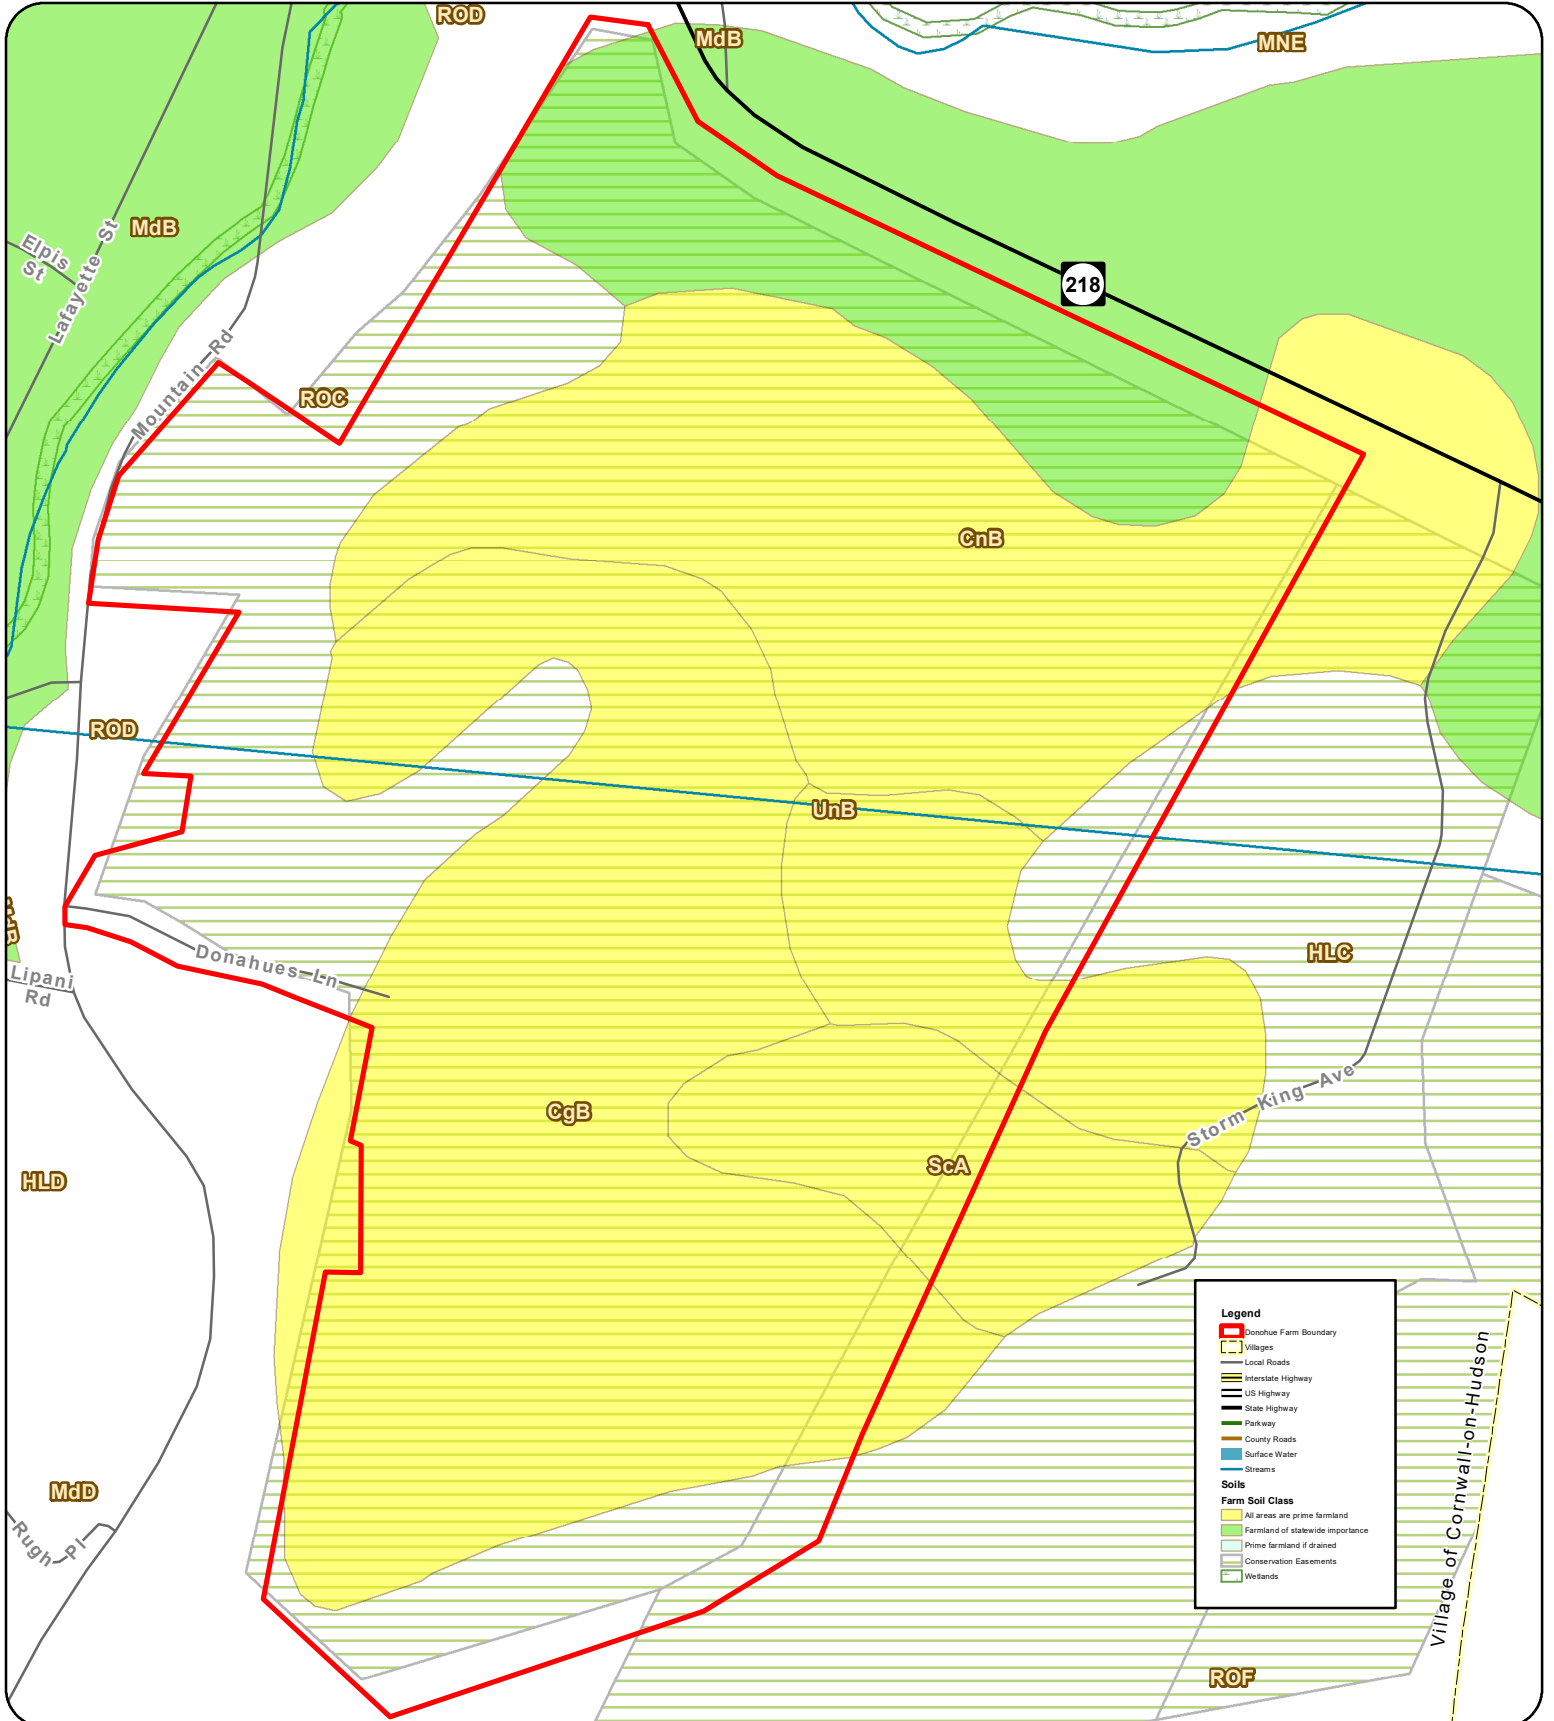 ROD
MdB
MNE
MdB
Elpis
St
Lafayette St
218
Mountain Rd
ROC
CnB
ROD
UnB
MdB
Donahues Ln
HLC
Lipani
Rd
CgB
Storm King Ave
ScA
HLD
MdD
Rugh Pl
Village of Cornwall-on-Hudson
ROF
Legend
Donohue Farm Boundary
Villages
Local Roads
Interstate Highway
US Highway
State Highway
Parkway
County Roads
Surface Water
Streams
Soils
Farm Soil Class
All areas are prime farmland
Farmland of statewide importance
Prime farmland if drained
Conservation Easements
Wetlands